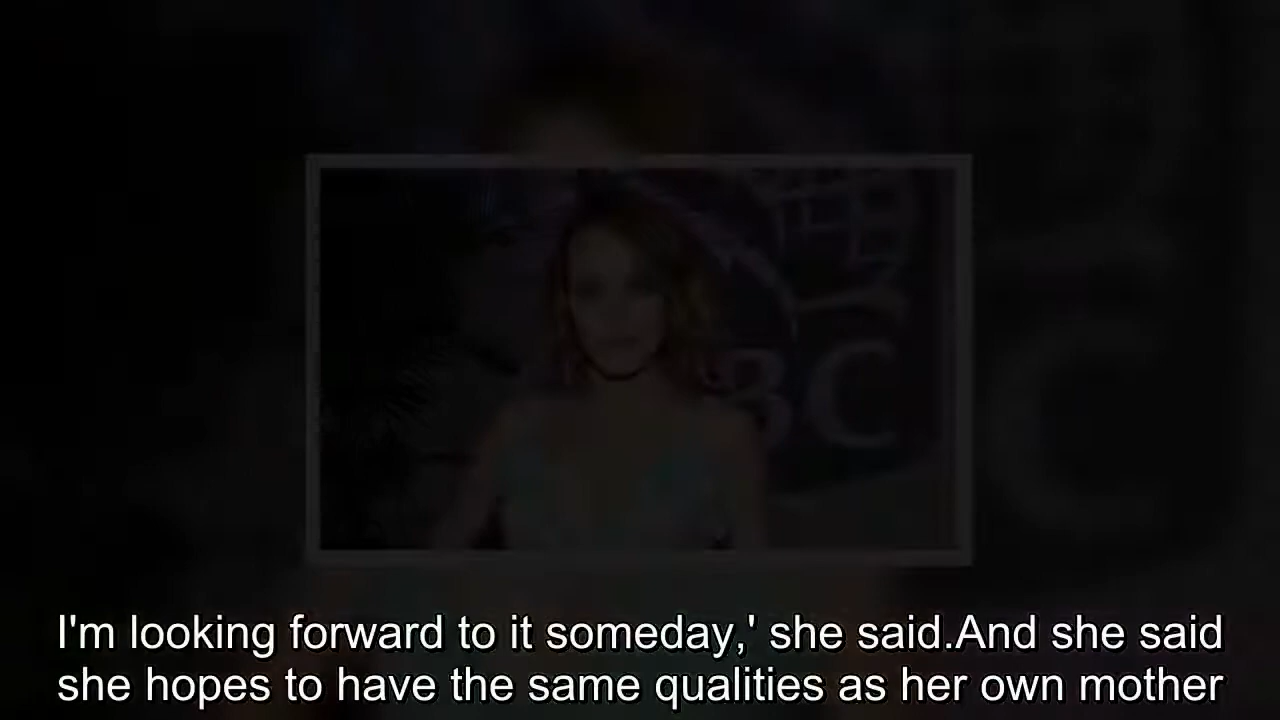 BC
I'm looking forward to it someday,' she said.And she said
she hopes to have the same qualities as her own mother